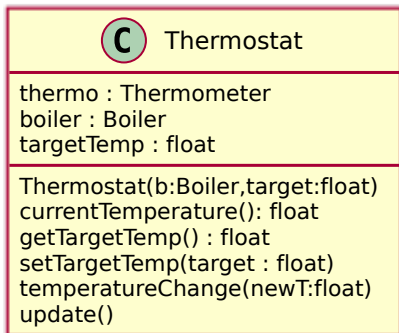 C Thermostat
thermo : Thermometer
boiler : Boiler
targetTemp : float
Thermostat(b:Boiler,target:float)
currentTemperature(): float
getTargetTemp() : float
setTargetTemp(target : float)
temperatureChange(newT:float)
update()